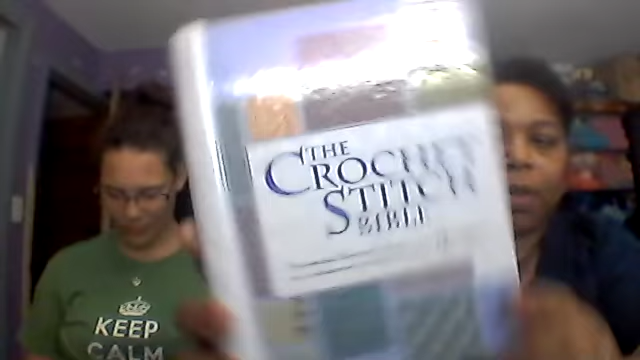 THE
CROCHET
STITCH
BIBLE
KEEP
CALM